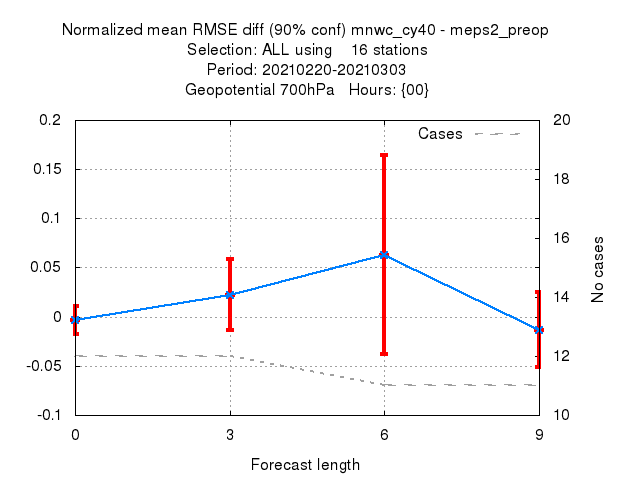 Normalized mean RMSE diff (90% conf) mnwc_cy40 - meps2_preop
Selection: ALL using    16 stations
Period: 20210220-20210303
Geopotential 700hPa   Hours: {00}
Cases
0.2
0.15
0.1
0.05
0
-0.05
-0.1
20
18
16
14
12
10
No cases
0 3 6 9
Forecast length